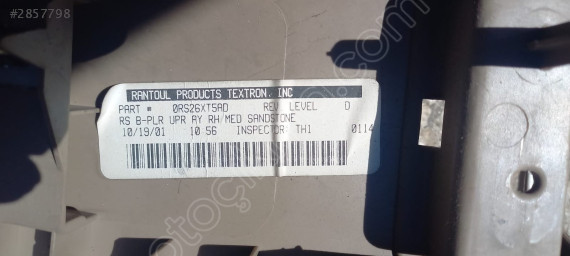 #2857798
RANTOUL PRODUCTS TEXTRON, INC
PART # 0RS26XT5AD REV LEVEL D
RS B-PLR UPR AY RH/MED SANDSTONE
10/19/01 10 56 INSPECTOR: TH1 0114